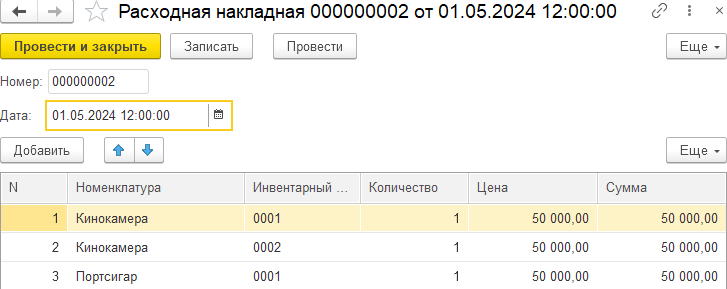 Расходная накладная 000000002 от 01.05.2024 12:00:00
Провести и закрыть Записать Провести Еще
Номер: 000000002
Дата: 01.05.2024 12:00:00
Добавить Еще
N Номенклатура Инвентарный ... Количество Цена Сумма
1 Кинокамера 0001 1 50 000,00 50 000,00
2 Кинокамера 0002 1 50 000,00 50 000,00
3 Портсигар 0001 1 50 000,00 50 000,00